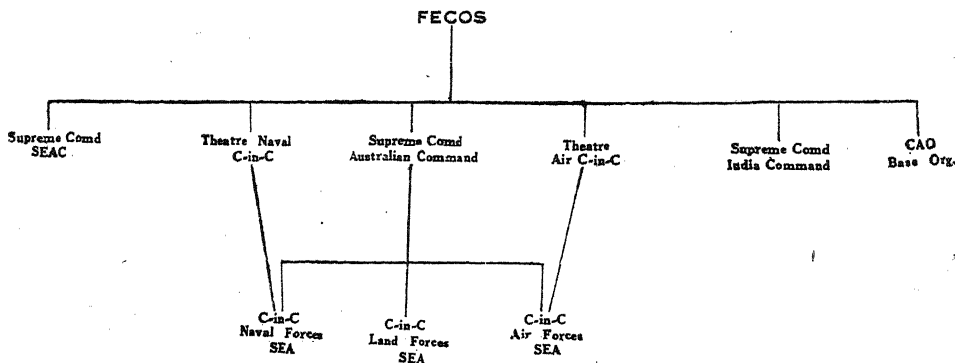 FECOS
Supreme Comd
SEAC
Theatre Naval
C-in-C
Supreme Comd
Australian Command
Theatre
Air C-in-C
Supreme Comd
India Command
CAO
Base Org.
C-in-C
Naval Forces
SEA
C-in-C
Land Forces
SEA
C-in-C
Air Forces
SEA